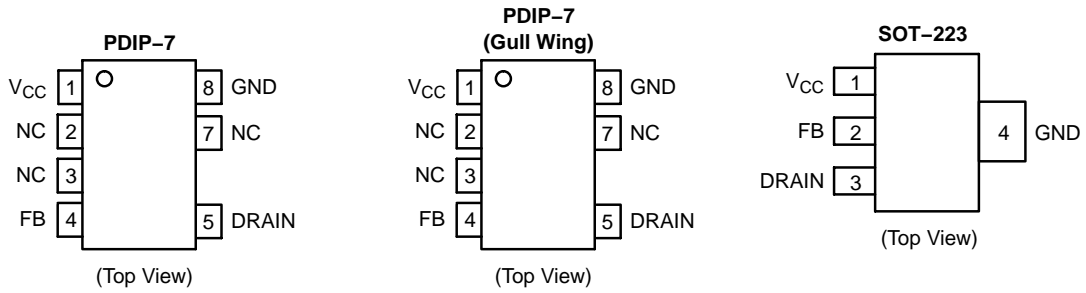 PDIP−7
VCC 1 8 GND
NC 2 7 NC
NC 3
FB 4 5 DRAIN
(Top View)
PDIP−7
(Gull Wing)
VCC 1 8 GND
NC 2 7 NC
NC 3
FB 4 5 DRAIN
(Top View)
SOT−223
VCC 1
FB 2 4 GND
DRAIN 3
(Top View)